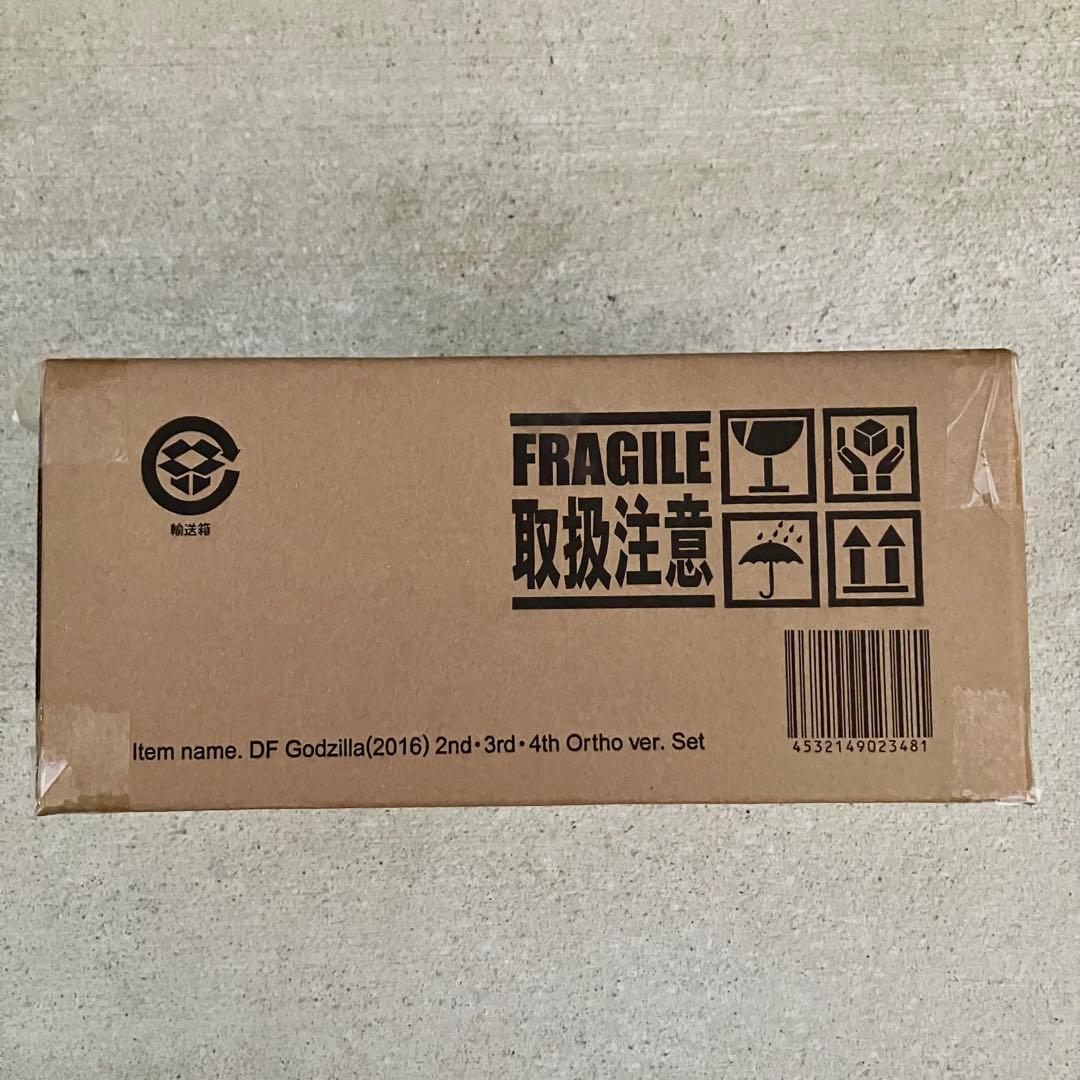 輸送箱
FRAGILE
取扱注意
4532149023481
Item name. DF Godzilla(2016) 2nd・3rd・4th Ortho ver. Set